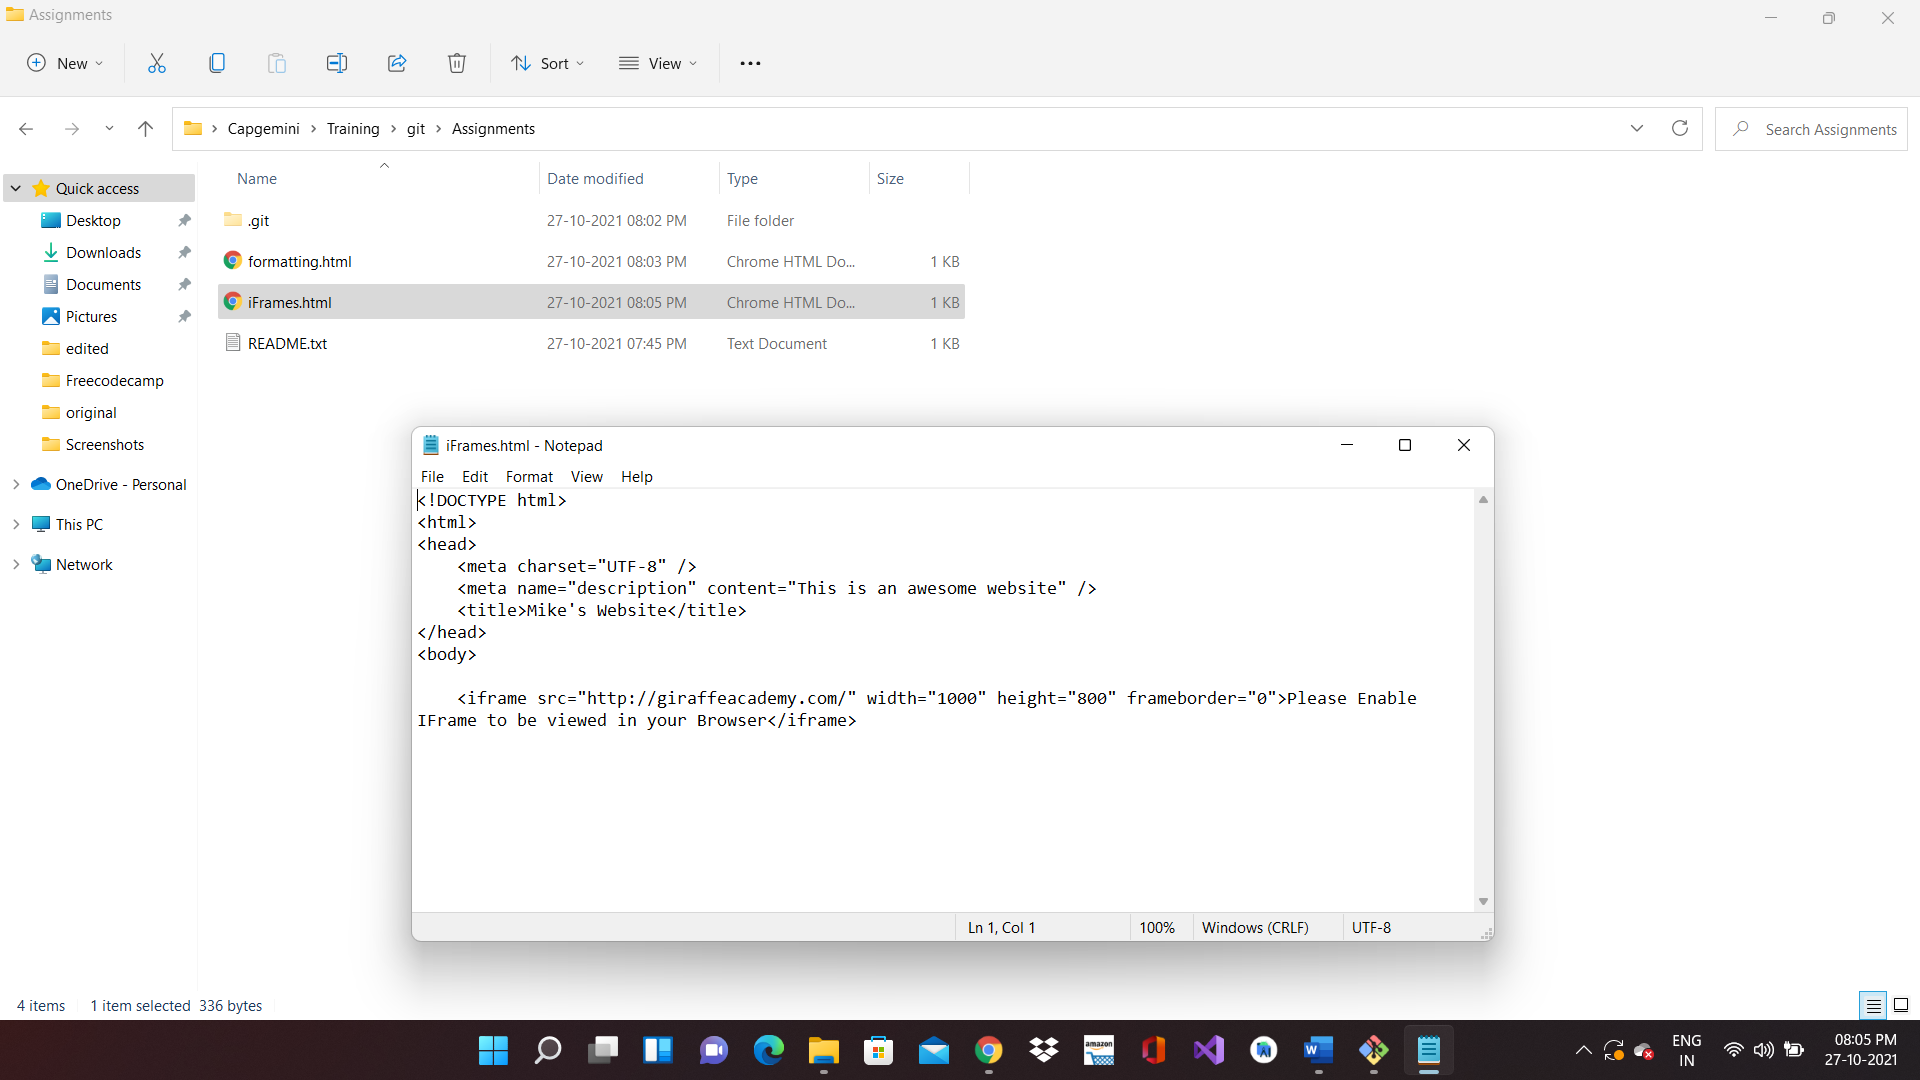 Assignments
New
Sort
View
Capgemini
Training
git
Assignments
Search Assignments
Name
Date modified
Type
Size
Quick access
Desktop
Downloads
Documents
Pictures
edited
Freecodecamp
original
Screenshots
OneDrive - Personal
This PC
Network
.git 27-10-2021 08:02 PM File folder
formatting.html 27-10-2021 08:03 PM Chrome HTML Do... 1 KB
iFrames.html 27-10-2021 08:05 PM Chrome HTML Do... 1 KB
README.txt 27-10-2021 07:45 PM Text Document 1 KB
iFrames.html - Notepad
File Edit Format View Help
<!DOCTYPE html>
<html>
<head>
    <meta charset="UTF-8" />
    <meta name="description" content="This is an awesome website" />
    <title>Mike's Website</title>
</head>
<body>
    <iframe src="http://giraffeacademy.com/" width="1000" height="800" frameborder="0">Please Enable
IFrame to be viewed in your Browser</iframe>
Ln 1, Col 1
100%
Windows (CRLF)
UTF-8
4 items
1 item selected 336 bytes
amazon
W
ENG
IN
08:05 PM
27-10-2021